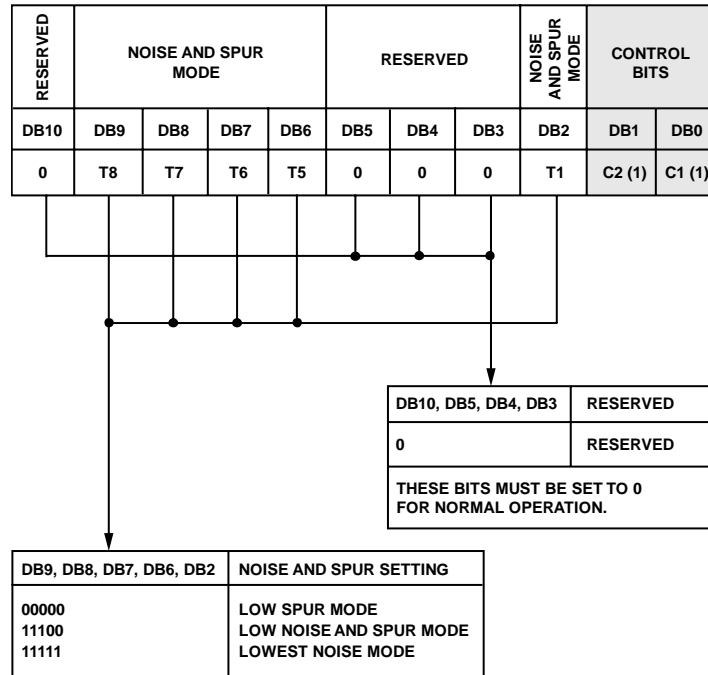 RESERVED
NOISE AND SPUR
MODE
RESERVED
NOISE
AND SPUR
MODE
CONTROL
BITS
DB10 DB9 DB8 DB7 DB6 DB5 DB4 DB3 DB2 DB1 DB0
0 T8 T7 T6 T5 0 0 0 T1 C2 (1) C1 (1)
DB10, DB5, DB4, DB3 RESERVED
0 RESERVED
THESE BITS MUST BE SET TO 0
FOR NORMAL OPERATION.
DB9, DB8, DB7, DB6, DB2 NOISE AND SPUR SETTING
00000 LOW SPUR MODE
11100 LOW NOISE AND SPUR MODE
11111 LOWEST NOISE MODE